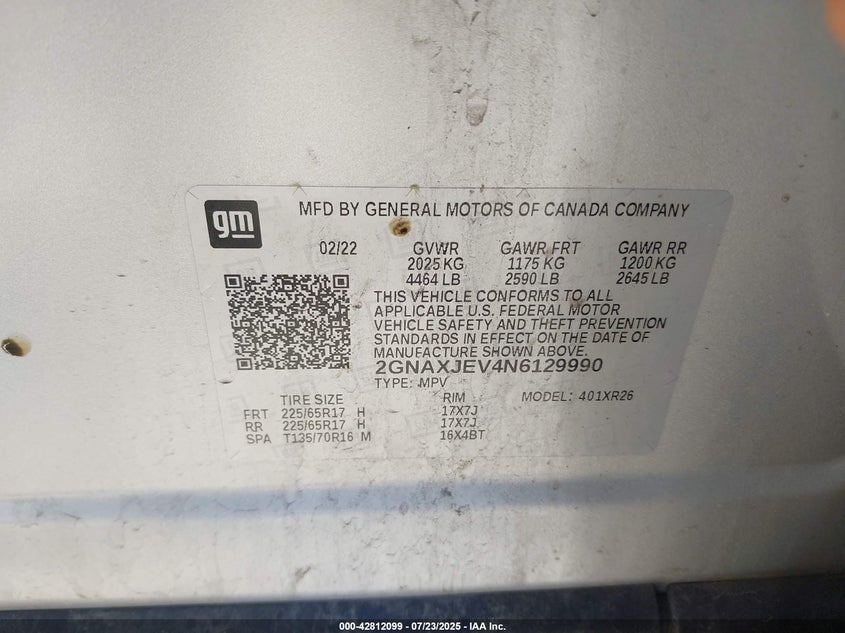 gm
MFD BY GENERAL MOTORS OF CANADA COMPANY
02/22 GVWR GAWR FRT GAWR RR
2025 KG 1175 KG 1200 KG
4464 LB 2590 LB 2645 LB
THIS VEHICLE CONFORMS TO ALL
APPLICABLE U.S. FEDERAL MOTOR
VEHICLE SAFETY AND THEFT PREVENTION
STANDARDS IN EFFECT ON THE DATE OF
MANUFACTURE SHOWN ABOVE.
2GNAXJEV4N6129990
TYPE: MPV
TIRE SIZE RIM MODEL: 401XR26
FRT 225/65R17 H 17X7J
RR 225/65R17 H 17X7J
SPA T135/70R16 M 16X4BT
000-42812099 - 07/23/2025 - IAA Inc.